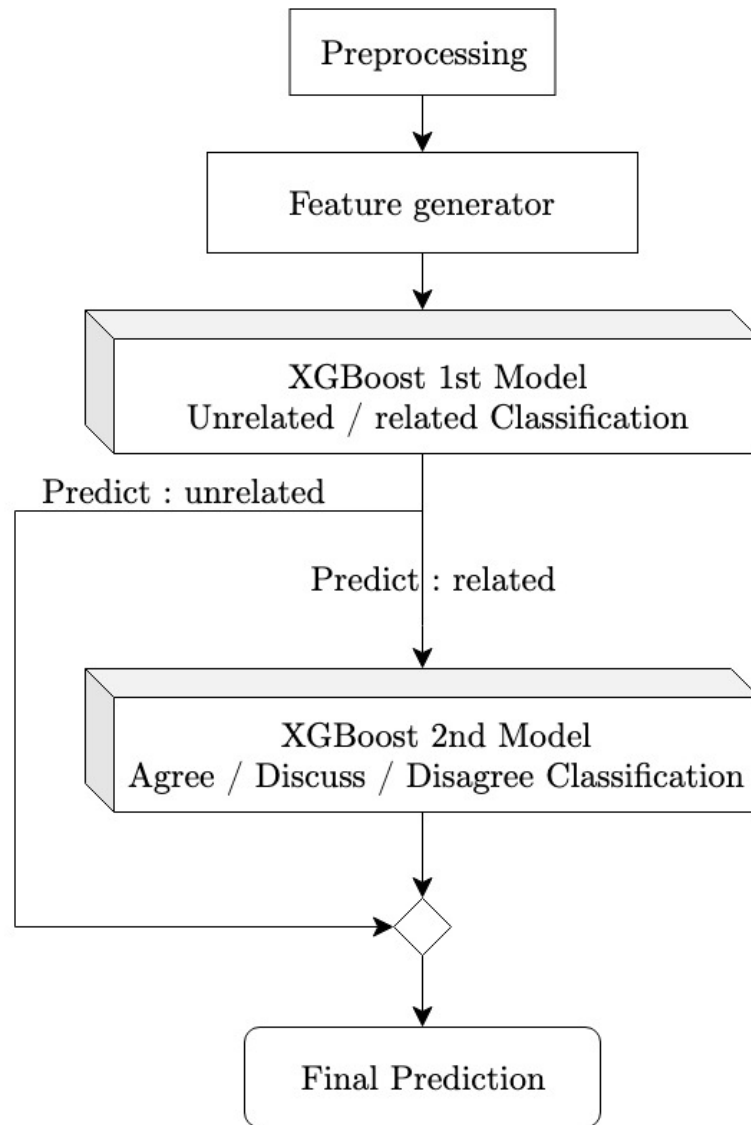 Preprocessing
Feature generator
XGBoost 1st Model
Unrelated / related Classification
Predict : unrelated
Predict : related
XGBoost 2nd Model
Agree / Discuss / Disagree Classification
Final Prediction